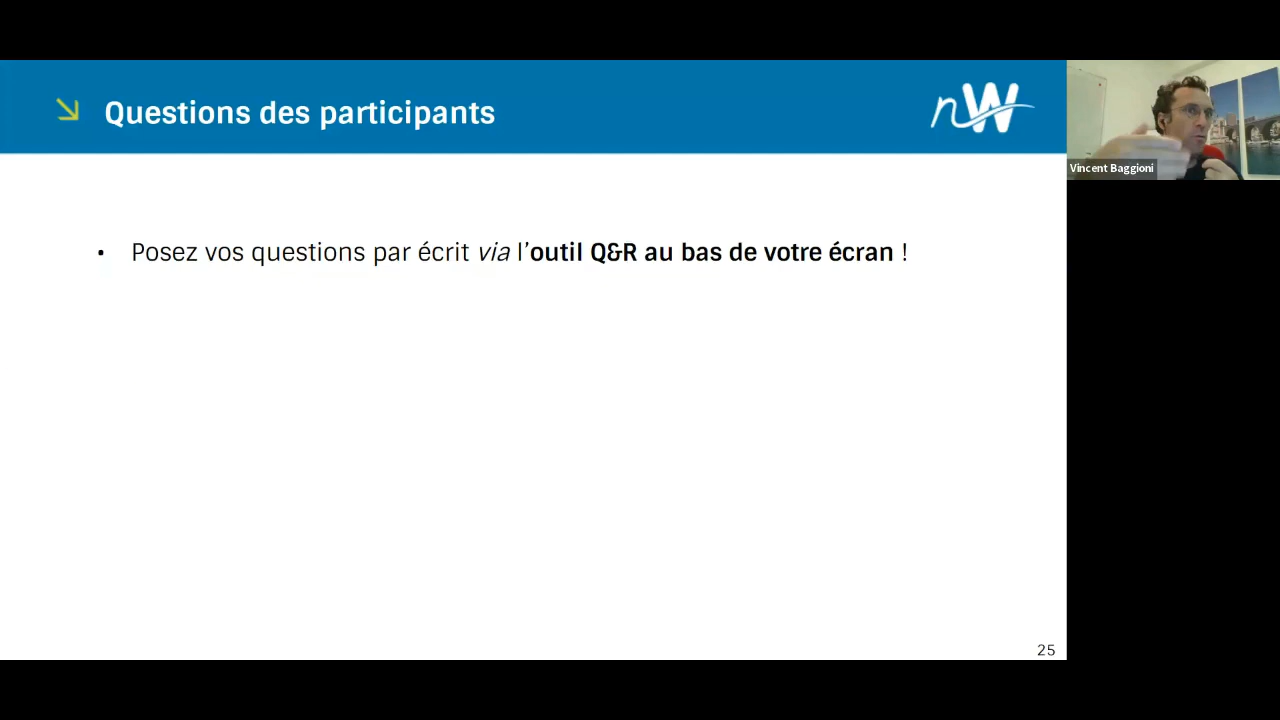 Questions des participants
nW
Vincent Baggioni
• Posez vos questions par écrit via l’outil Q&R au bas de votre écran !
25